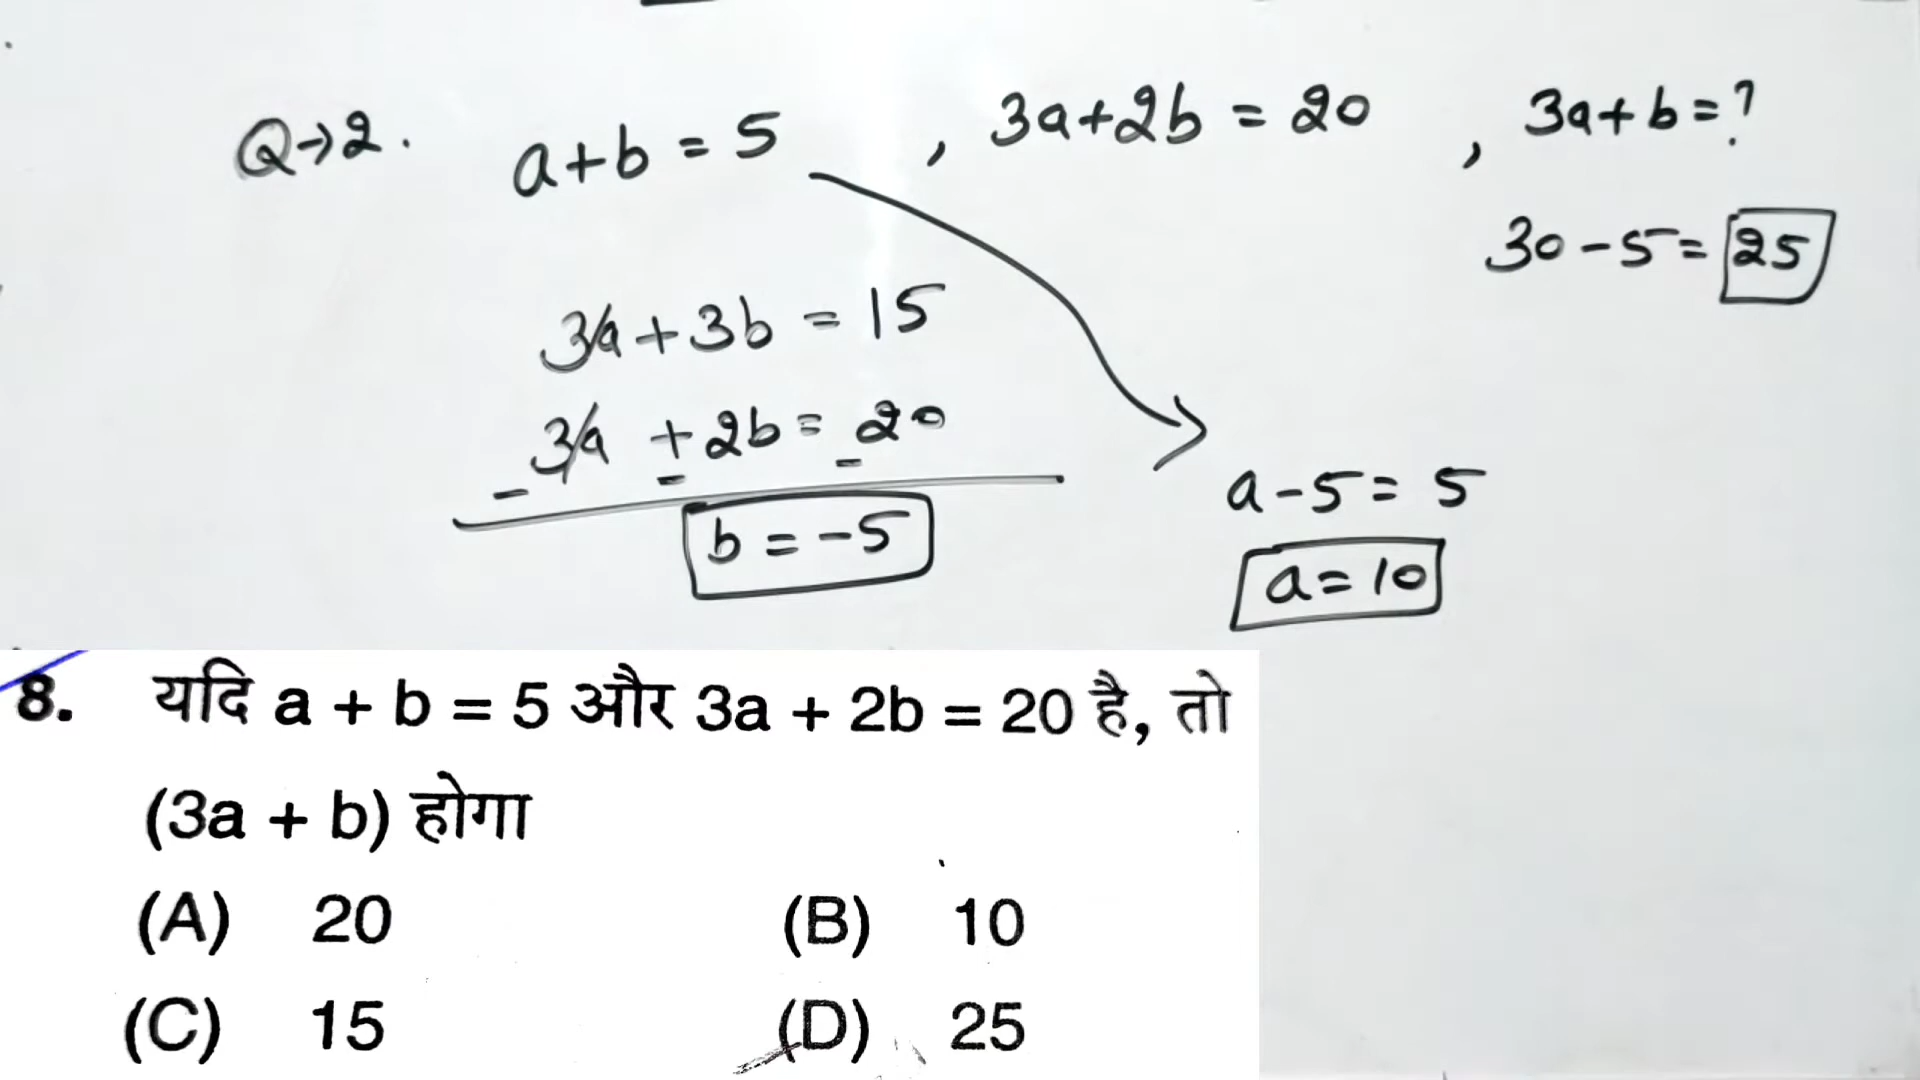 Q→2. a+b = 5 , 3a+2b = 20 , 3a+b=?
30-5= 25
3a+3b = 15
3a +2b= 20
- - -
b = -5
a-5= 5
a= 10
8. यदि a + b = 5 और 3a + 2b = 20 है, तो
(3a + b) होगा
(A) 20 (B) 10
(C) 15 (D) 25